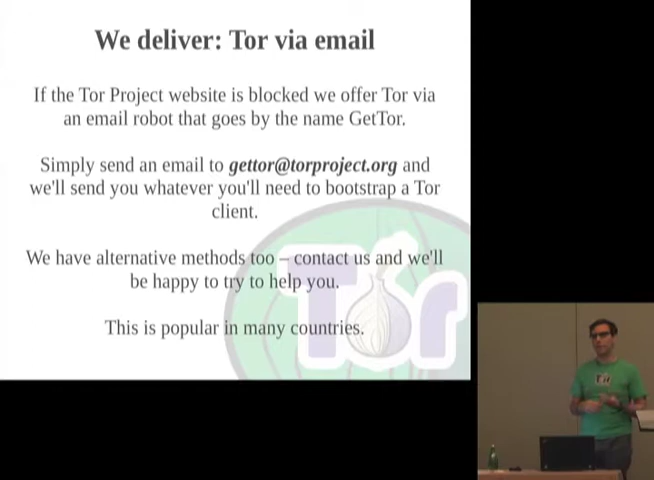 We deliver: Tor via email
If the Tor Project website is blocked we offer Tor via
an email robot that goes by the name GetTor.
Simply send an email to gettor@torproject.org and
we'll send you whatever you'll need to bootstrap a Tor
client.
We have alternative methods too – contact us and we'll
be happy to try to help you.
This is popular in many countries.
Tor